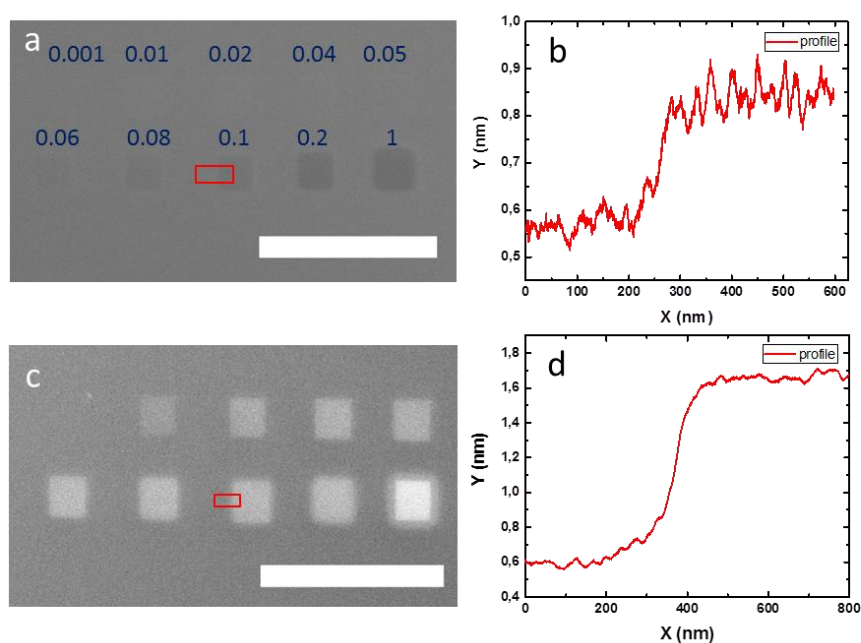 a
0.001 0.01 0.02 0.04 0.05
0.06 0.08 0.1 0.2 1
b
profile
1,0
0,9
0,8
0,7
0,6
0,5
Y (nm)
0 100 200 300 400 500 600
X (nm)
c
d
profile
1,8
1,6
1,4
1,2
1,0
0,8
0,6
0,4
Y (nm)
0 200 400 600 800
X (nm)